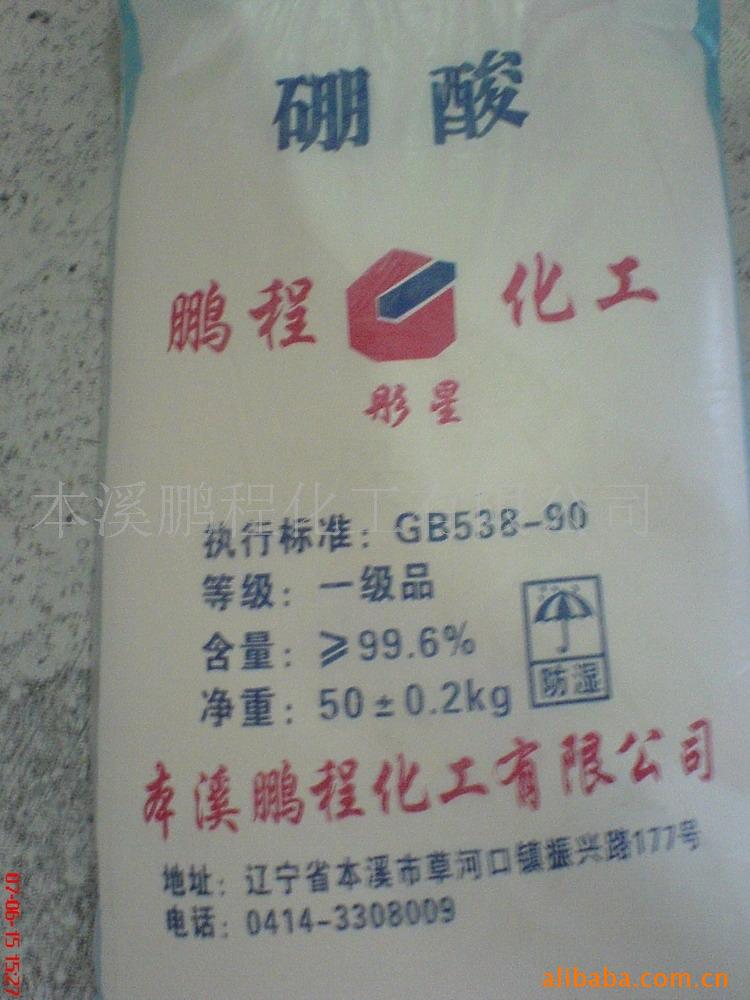 硼酸
鹏程 化工
彤星
本溪鹏程化工有限公司
执行标准：GB538-90
等级：一级品
含量：≥99.6%
净重：50±0.2kg
防湿
本溪鹏程化工有限公司
地址：辽宁省本溪市草河口镇振兴路177号
电话：0414-3308009
07-06-15 15:27
alibaba.com.cn